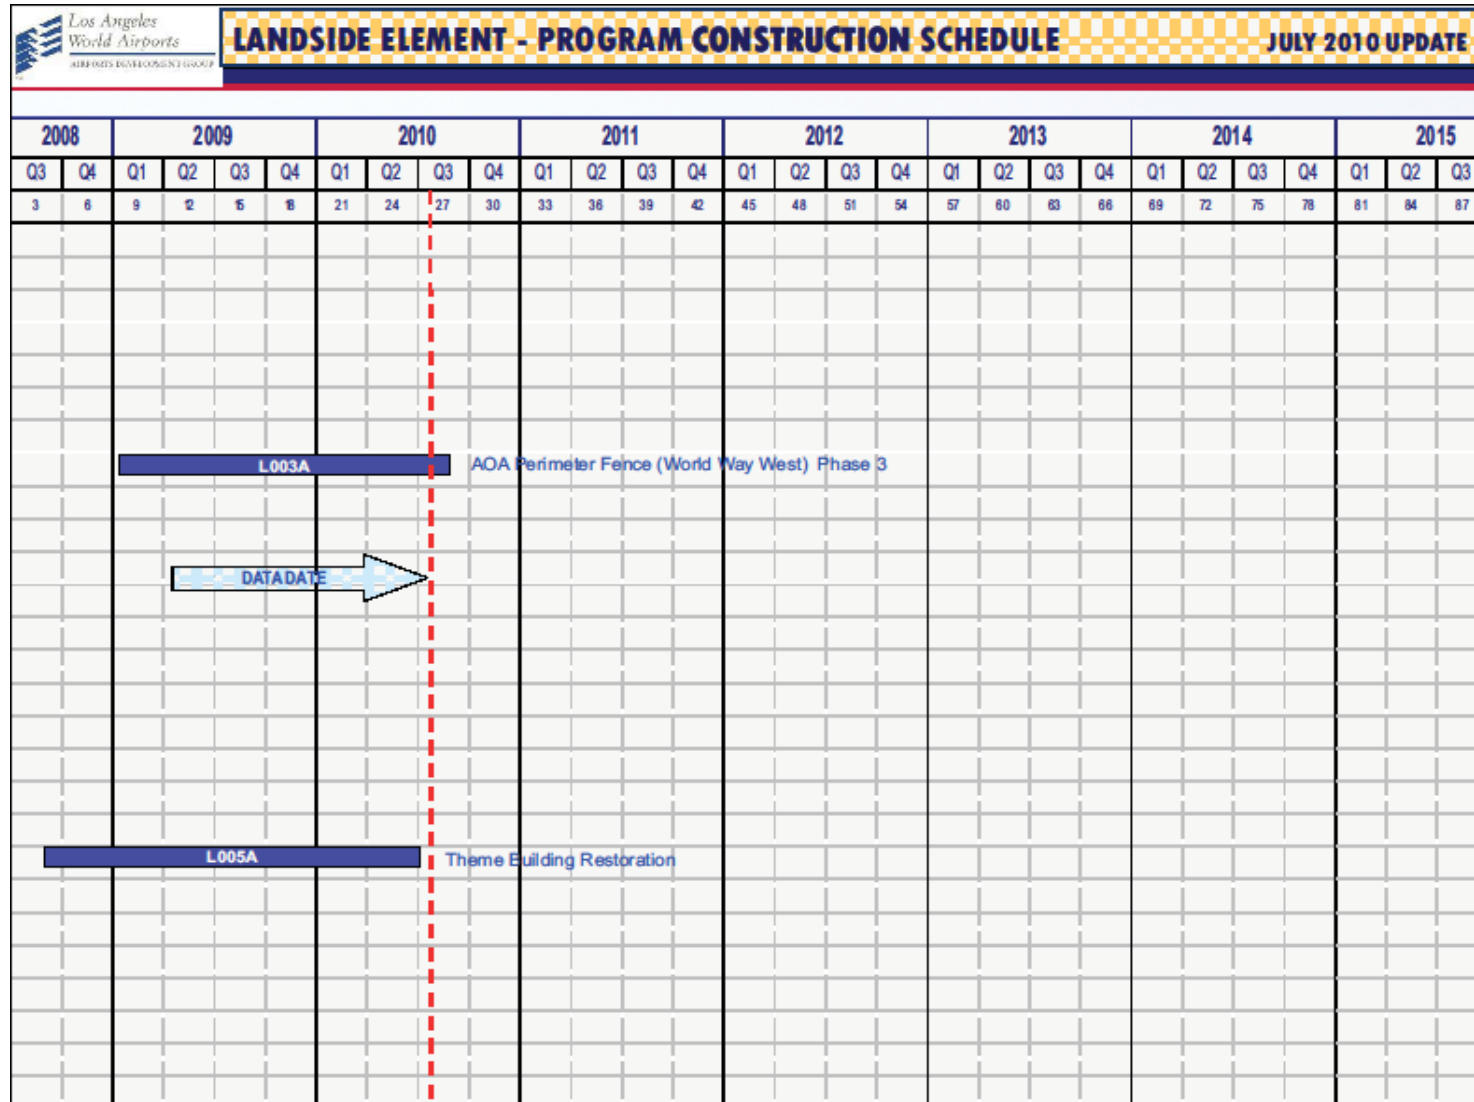 Los Angeles
World Airports
AIRPORTS DEVELOPMENT GROUP
LANDSIDE ELEMENT - PROGRAM CONSTRUCTION SCHEDULE JULY 2010 UPDATE
2008 2009 2010 2011 2012 2013 2014 2015
Q3 Q4 Q1 Q2 Q3 Q4 Q1 Q2 Q3 Q4 Q1 Q2 Q3 Q4 Q1 Q2 Q3 Q4 Q1 Q2 Q3 Q4 Q1 Q2 Q3 Q4 Q1 Q2 Q3
3 6 9 12 15 18 21 24 27 30 33 36 39 42 45 48 51 54 57 60 63 66 69 72 75 78 81 84 87
L003A AOA Perimeter Fence (World Way West) Phase 3
DATA DATE
L005A Theme Building Restoration